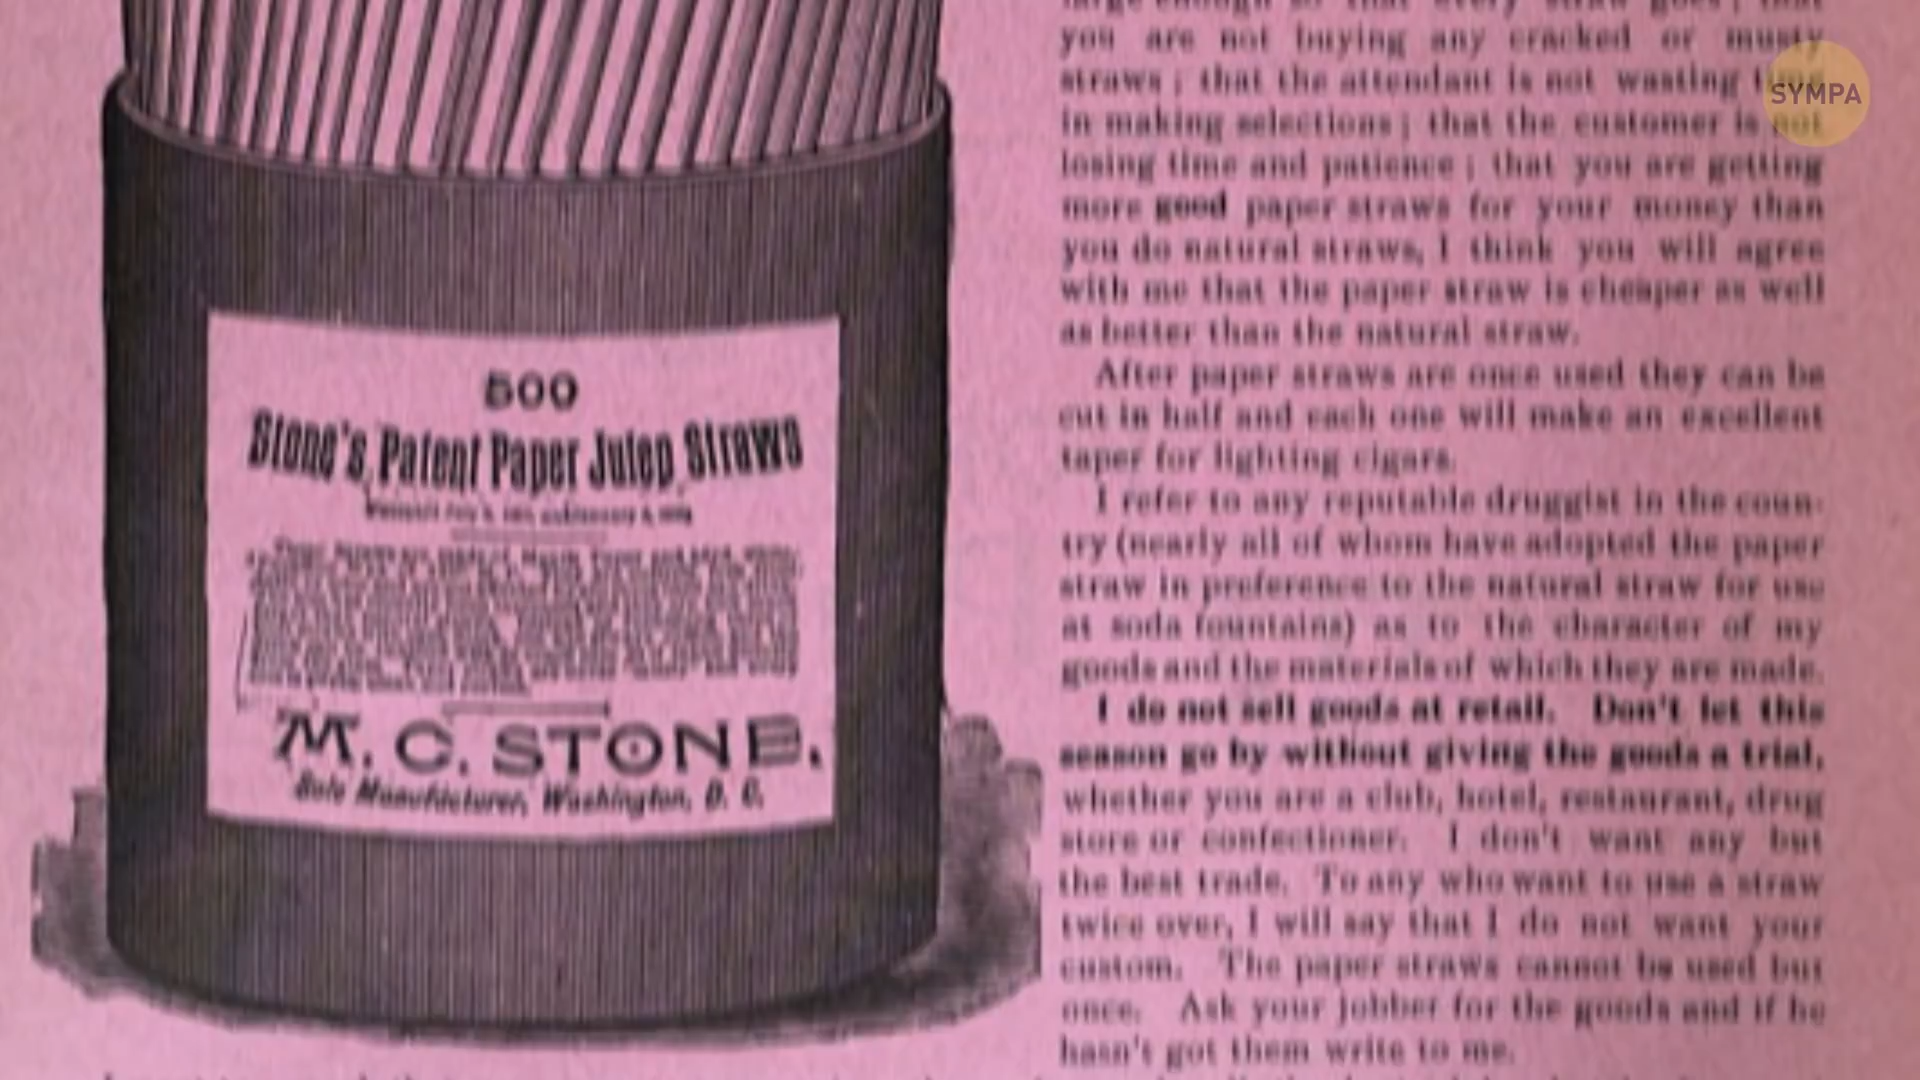 500
Stone's Patent Paper Julep Straws
M. C. STONE.
Sole Manufacturer, Washington, D. C.
SYMPA
large enough so that every straw goes; that
you are not buying any cracked or musty
straws; that the attendant is not wasting time
in making selections; that the customer is not
losing time and patience; that you are getting
more good paper straws for your money than
you do natural straws, I think you will agree
with me that the paper straw is cheaper as well
as better than the natural straw.
After paper straws are once used they can be
cut in half and each one will make an excellent
taper for lighting cigars.
I refer to any reputable druggist in the coun-
try (nearly all of whom have adopted the paper
straw in preference to the natural straw for use
at soda fountains) as to the character of my
goods and the materials of which they are made.
I do not sell goods at retail. Don't let this
season go by without giving the goods a trial,
whether you are a club, hotel, restaurant, drug
store or confectioner. I don't want any but
the best trade. To any who want to use a straw
twice over, I will say that I do not want your
custom. The paper straws cannot be used but
once. Ask your jobber for the goods and if he
hasn't got them write to me.